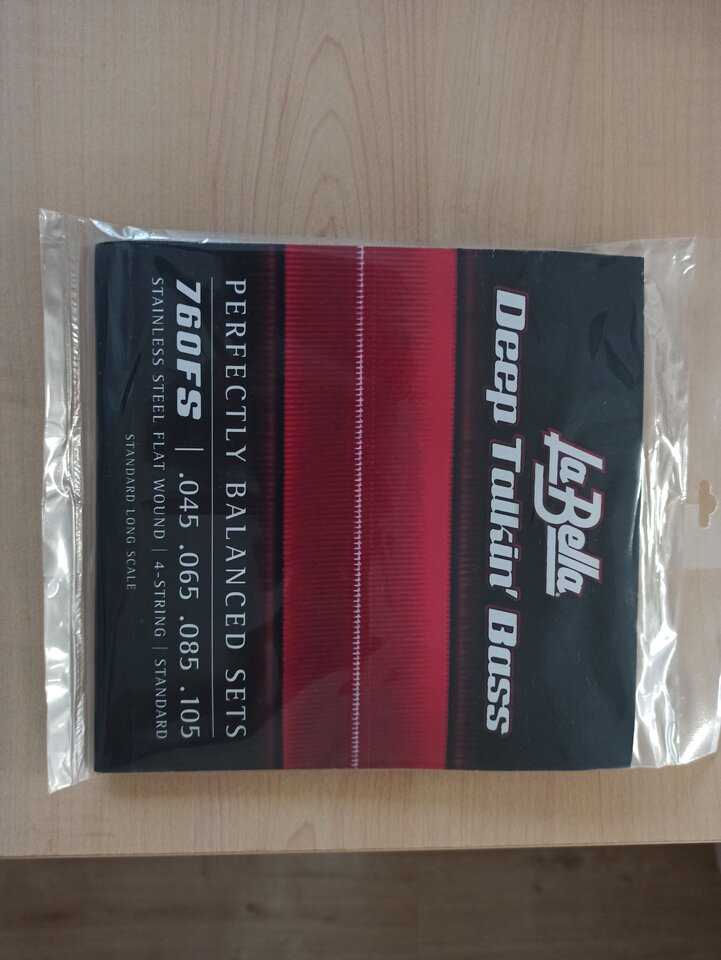 La Bella
Deep Talkin' Bass
PERFECTLY BALANCED SETS
760FS | .045 .065 .085 .105
STAINLESS STEEL FLAT WOUND | 4-STRING | STANDARD
STANDARD LONG SCALE